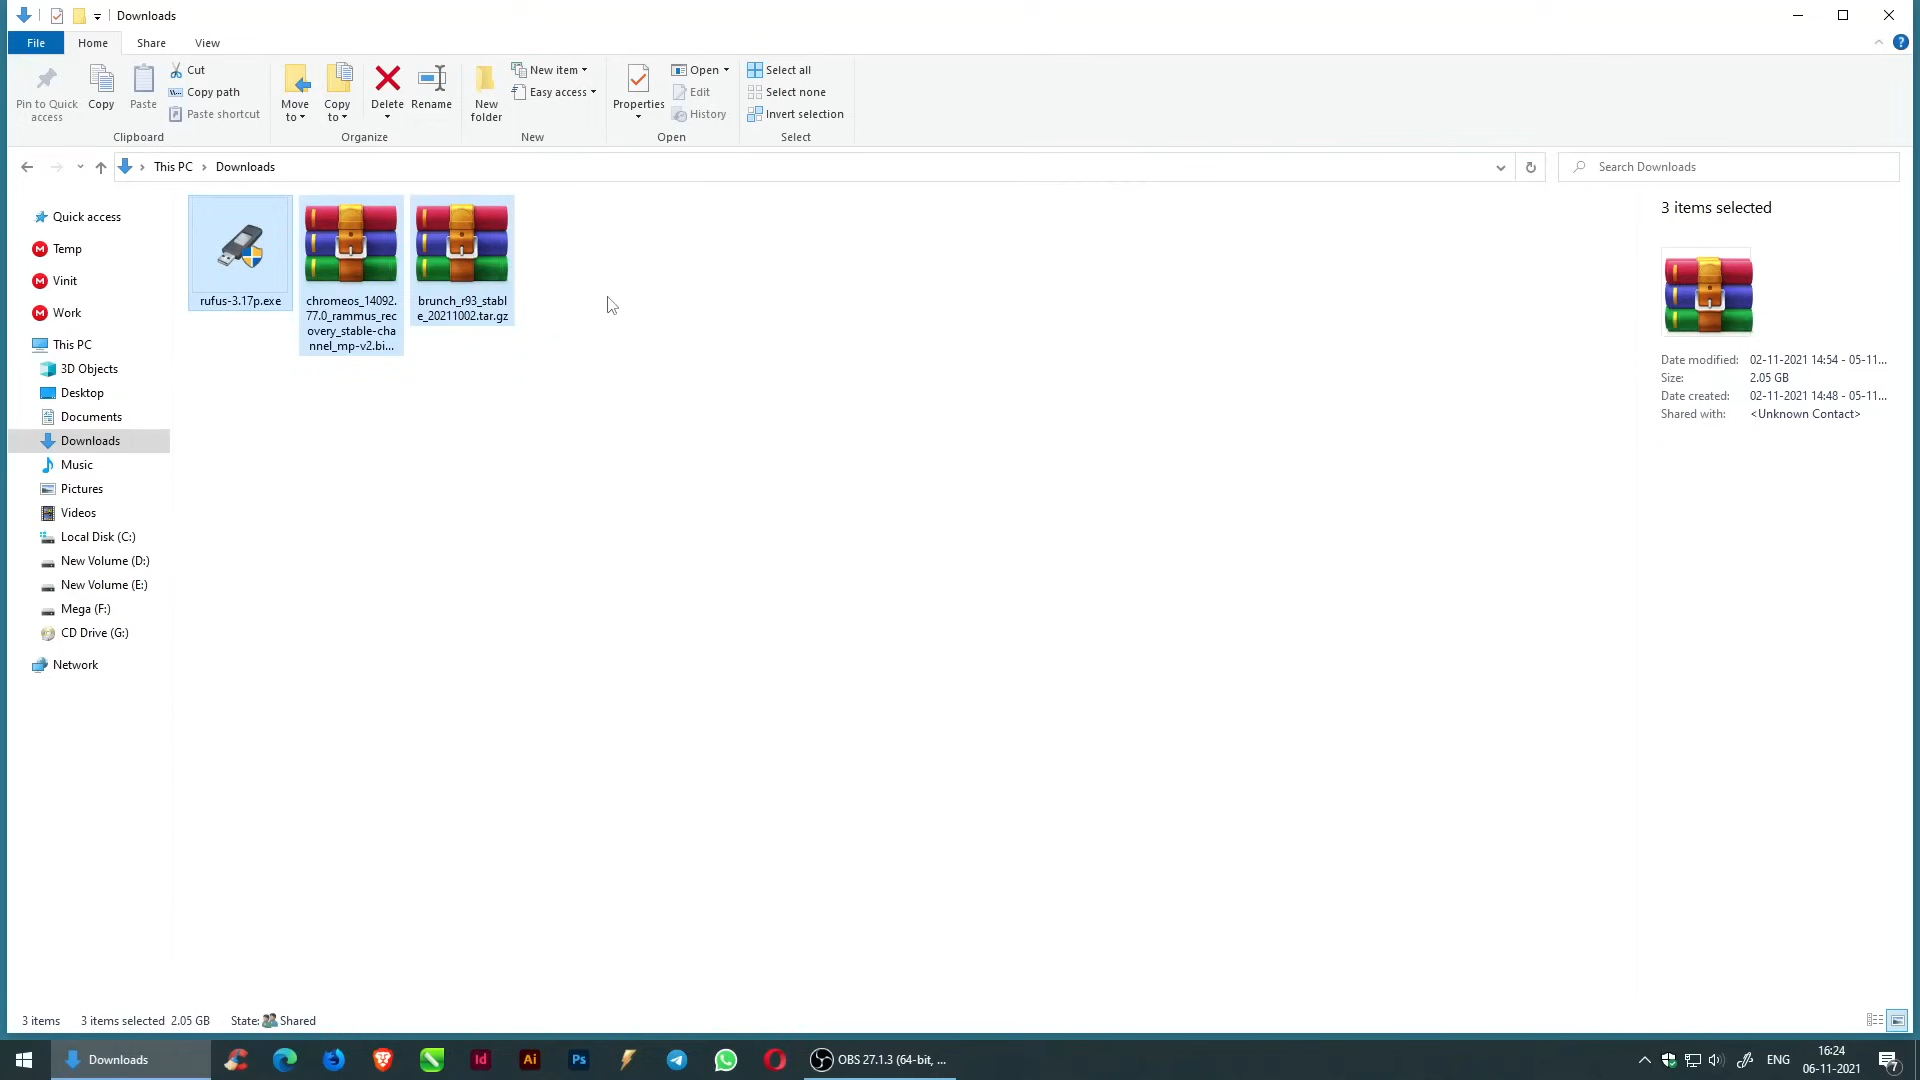 Downloads
File
Home
Share
View
Pin to Quick
access
Copy
Paste
Cut
Copy path
Paste shortcut
Clipboard
Move
to
Copy
to
Delete
Rename
Organize
New
folder
New item
Easy access
New
Properties
Open
Edit
History
Open
Select all
Select none
Invert selection
Select
This PC
Downloads
Search Downloads
Quick access
Temp
Vinit
Work
This PC
3D Objects
Desktop
Documents
Downloads
Music
Pictures
Videos
Local Disk (C:)
New Volume (D:)
New Volume (E:)
Mega (F:)
CD Drive (G:)
Network
rufus-3.17p.exe
chromeos_14092.
77.0_rammus_rec
overy_stable-cha
nnel_mp-v2.bi...
brunch_r93_stabl
e_20211002.tar.gz
3 items selected
Date modified: 02-11-2021 14:54 - 05-11...
Size: 2.05 GB
Date created: 02-11-2021 14:48 - 05-11...
Shared with: <Unknown Contact>
3 items
3 items selected 2.05 GB
State: Shared
Downloads
Id
Ai
Ps
OBS 27.1.3 (64-bit, ...
ENG
16:24
06-11-2021
7